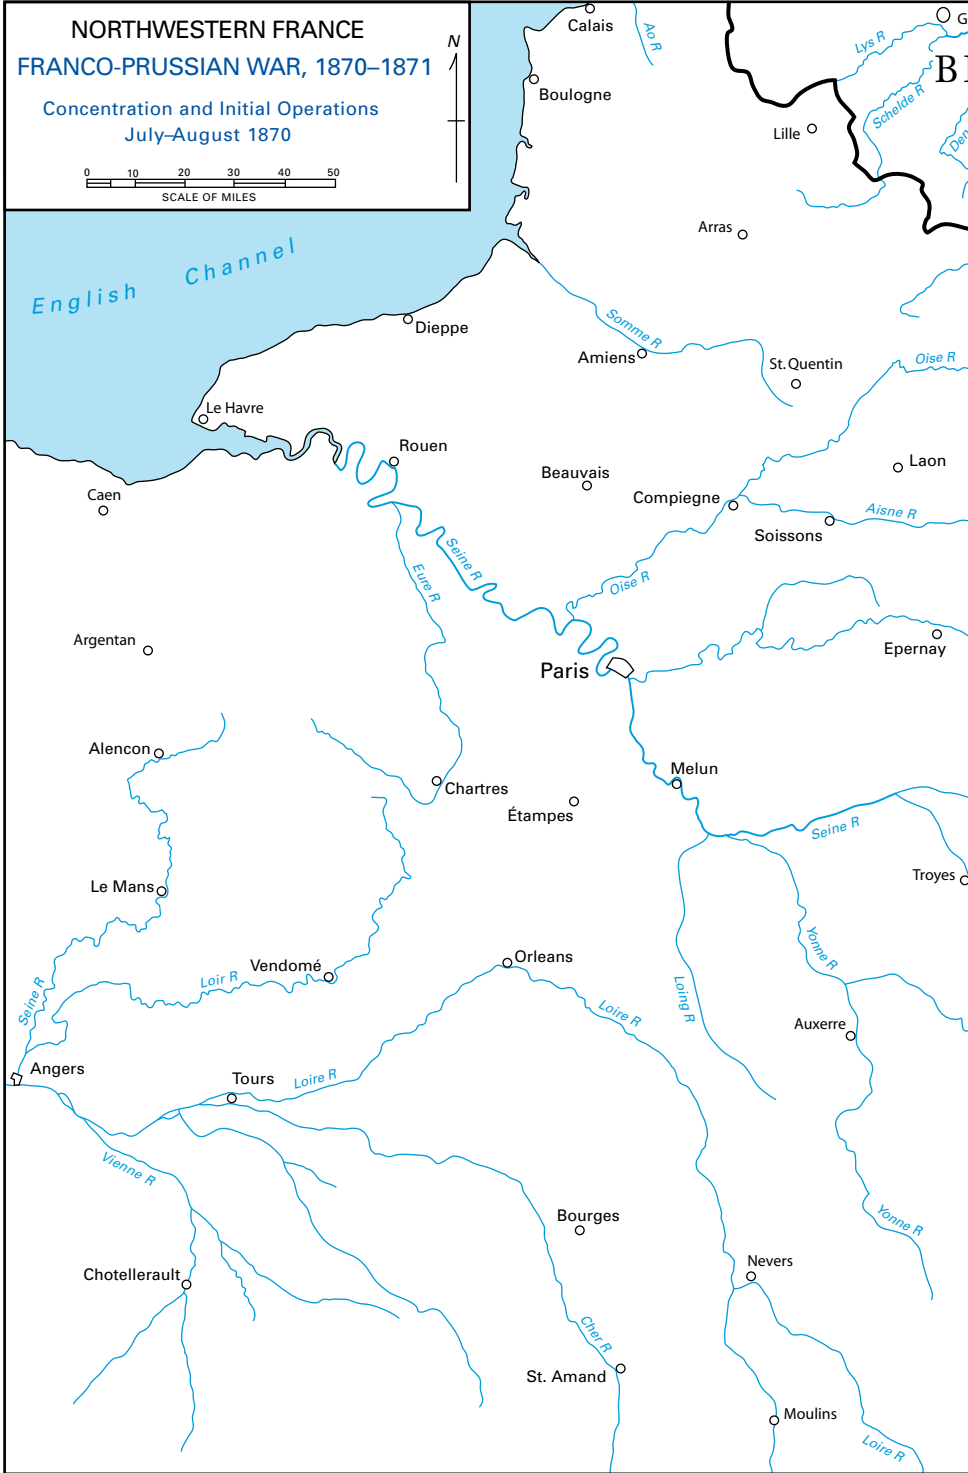 NORTHWESTERN FRANCE
FRANCO-PRUSSIAN WAR, 1870–1871
Concentration and Initial Operations
July–August 1870
N
0 10 20 30 40 50
SCALE OF MILES
Calais
Ao R
G
Lys R
Boulogne
B
Schelde R
Lille
Den
Arras
English Channel
Dieppe
Somme R
Amiens
St. Quentin
Oise R
Le Havre
Rouen
Laon
Beauvais
Caen
Compiegne
Aisne R
Soissons
Seine R
Eure R
Oise R
Argentan
Epernay
Paris
Alencon
Melun
Chartres
Étampes
Seine R
Troyes
Le Mans
Yonne R
Vendomé
Orleans
Loir R
Seine R
Loing R
Loire R
Auxerre
Angers
Tours
Loire R
Vienne R
Bourges
Yonne R
Nevers
Chotellerault
Cher R
St. Amand
Moulins
Loire R